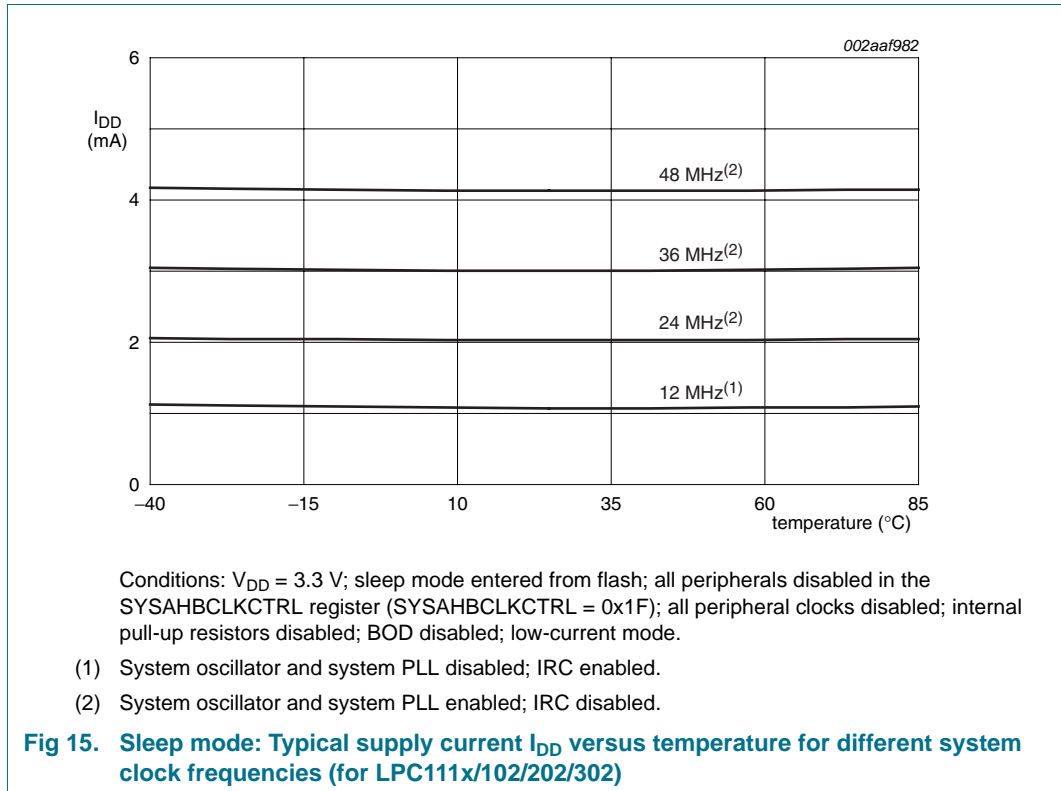 002aaf982
6
I_DD
(mA)
48 MHz(2)
4
36 MHz(2)
24 MHz(2)
2
12 MHz(1)
0
−40 −15 10 35 60 85
temperature (°C)
Conditions: V_DD = 3.3 V; sleep mode entered from flash; all peripherals disabled in the
SYSAHBCLKCTRL register (SYSAHBCLKCTRL = 0x1F); all peripheral clocks disabled; internal
pull-up resistors disabled; BOD disabled; low-current mode.
(1) System oscillator and system PLL disabled; IRC enabled.
(2) System oscillator and system PLL enabled; IRC disabled.
Fig 15. Sleep mode: Typical supply current I_DD versus temperature for different system
clock frequencies (for LPC111x/102/202/302)